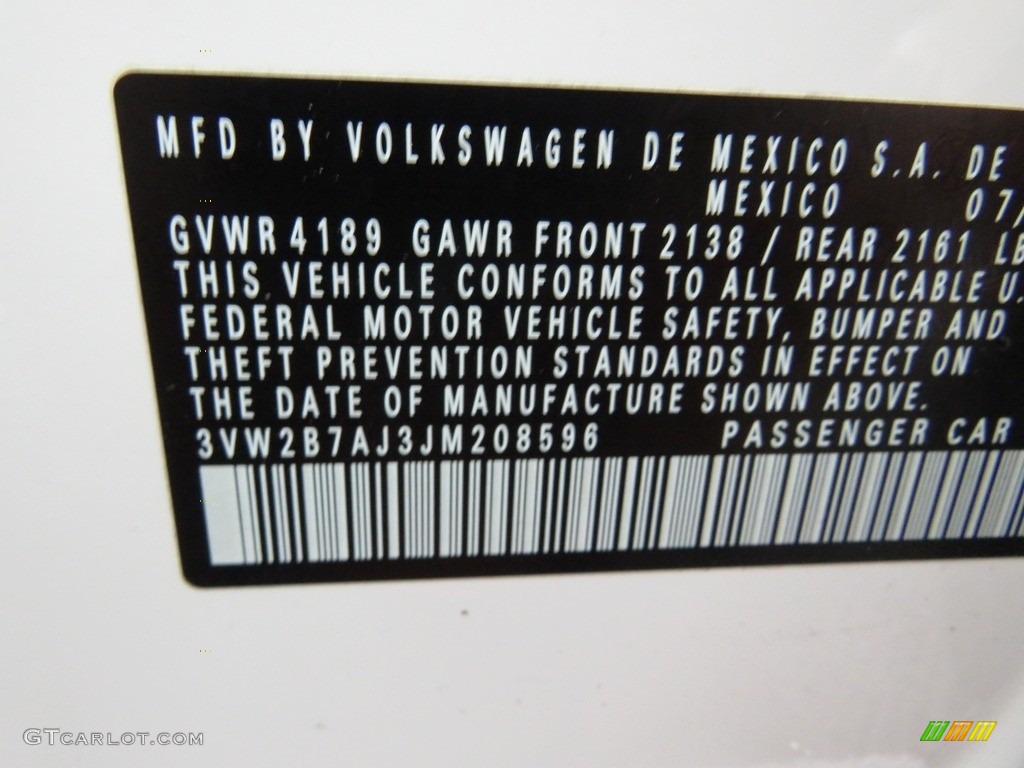 MFD BY VOLKSWAGEN DE MEXICO S.A. DE
MEXICO 07/
GVWR 4189 GAWR FRONT 2138 / REAR 2161 LB
THIS VEHICLE CONFORMS TO ALL APPLICABLE U.
FEDERAL MOTOR VEHICLE SAFETY, BUMPER AND
THEFT PREVENTION STANDARDS IN EFFECT ON
THE DATE OF MANUFACTURE SHOWN ABOVE.
3VW2B7AJ3JM208596 PASSENGER CAR
GTCARLOT.COM